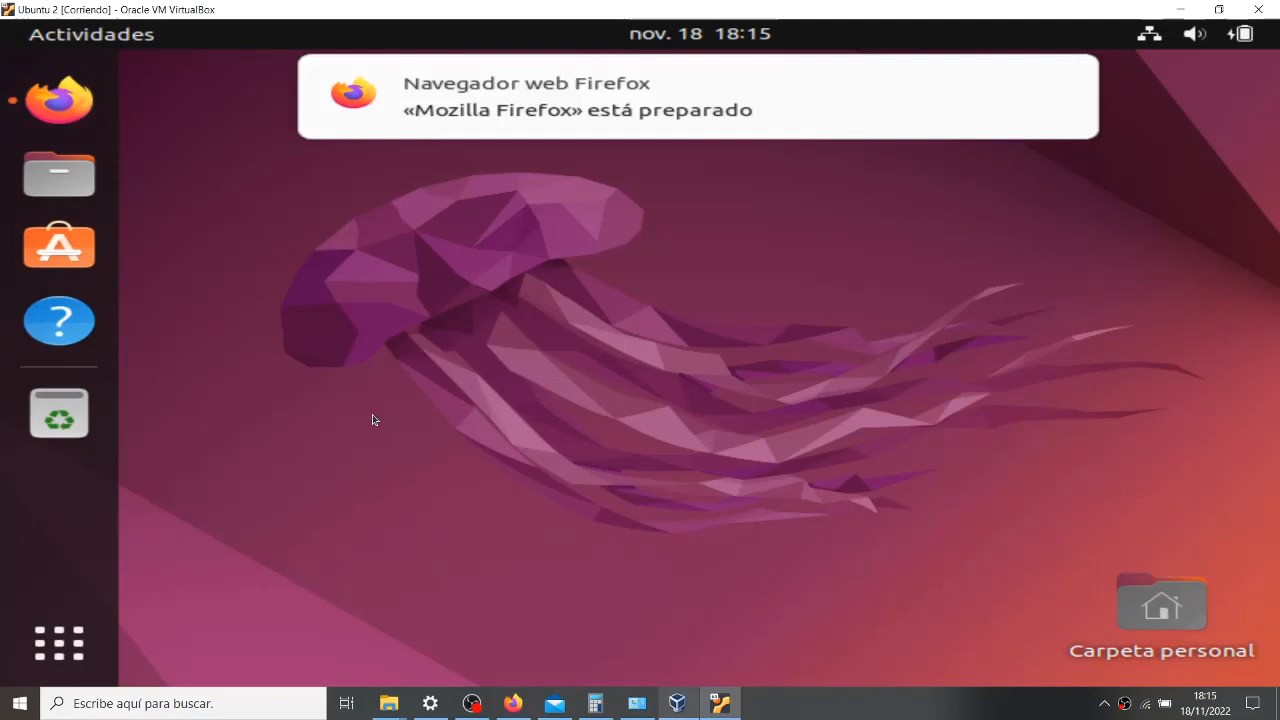 Ubuntu 2 [Corriendo] - Oracle VM VirtualBox
Actividades
nov. 18 18:15
Navegador web Firefox
«Mozilla Firefox» está preparado
Carpeta personal
Escribe aquí para buscar.
18:15
18/11/2022